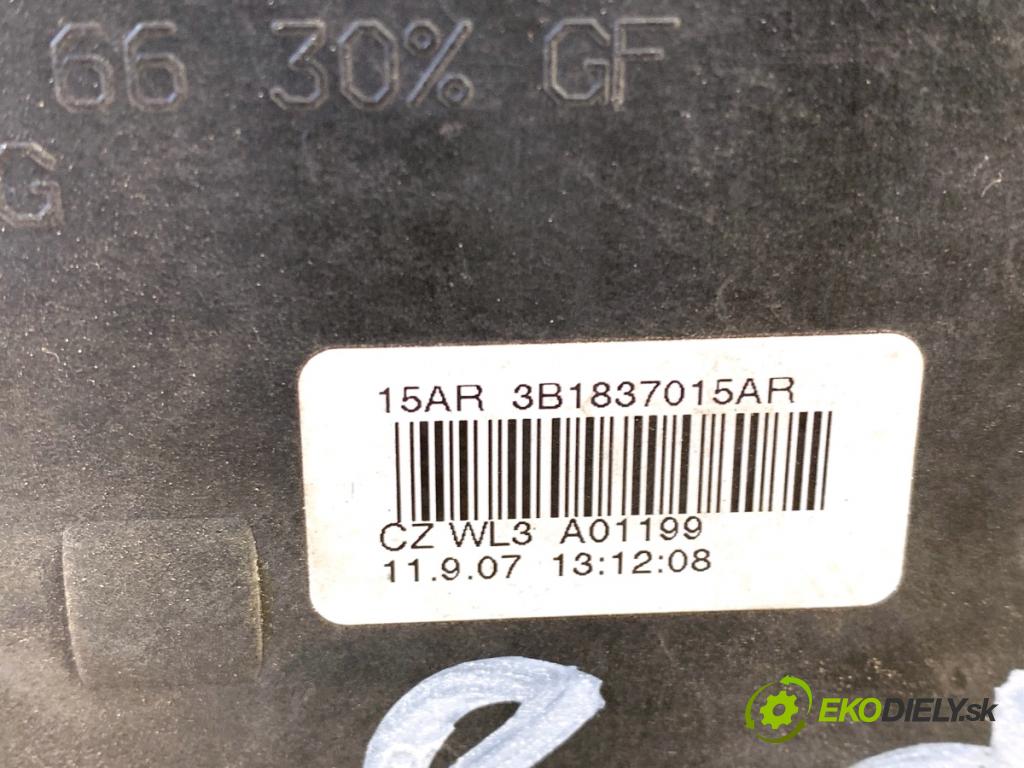 66 30% GF
G
15AR 3B1837015AR
CZ WL3 A01199
11.9.07 13:12:08
EKODIELY.sk